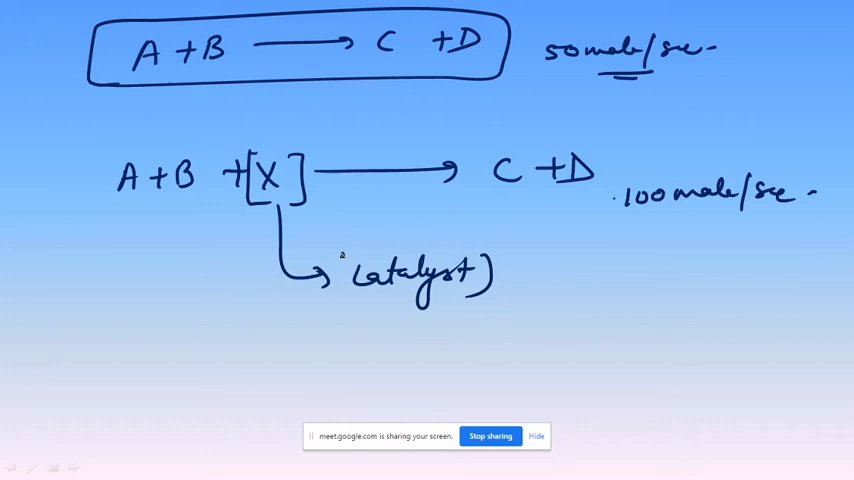 A + B ⟶ C + D 50 mole/sec.
A + B + [X] ⟶ C + D .100 mole/sec.
Catalyst)
meet.google.com is sharing your screen. Stop sharing Hide